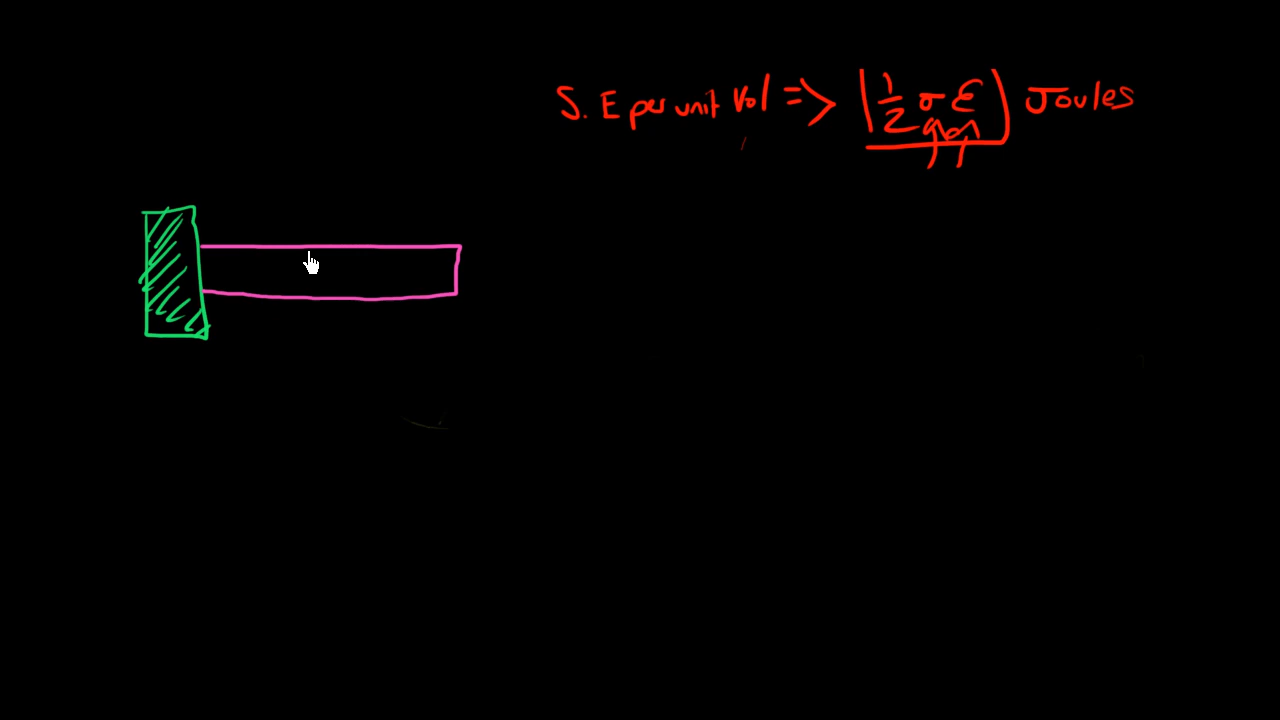 S. E per unit Vol => (1/2 σ ε) Joules